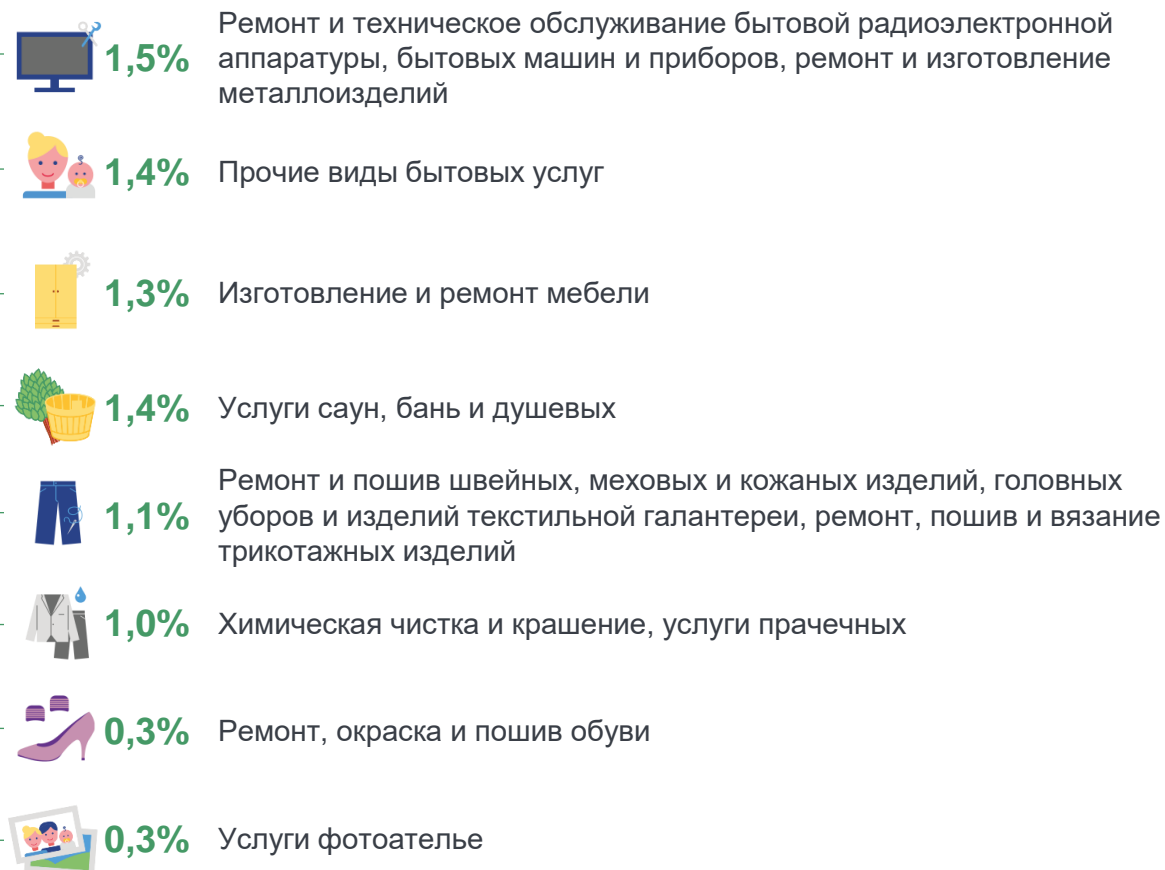 1,5%
Ремонт и техническое обслуживание бытовой радиоэлектронной
аппаратуры, бытовых машин и приборов, ремонт и изготовление
металлоизделий
1,4% Прочие виды бытовых услуг
1,3% Изготовление и ремонт мебели
1,4% Услуги саун, бань и душевых
1,1%
Ремонт и пошив швейных, меховых и кожаных изделий, головных
уборов и изделий текстильной галантереи, ремонт, пошив и вязание
трикотажных изделий
1,0% Химическая чистка и крашение, услуги прачечных
0,3% Ремонт, окраска и пошив обуви
0,3% Услуги фотоателье